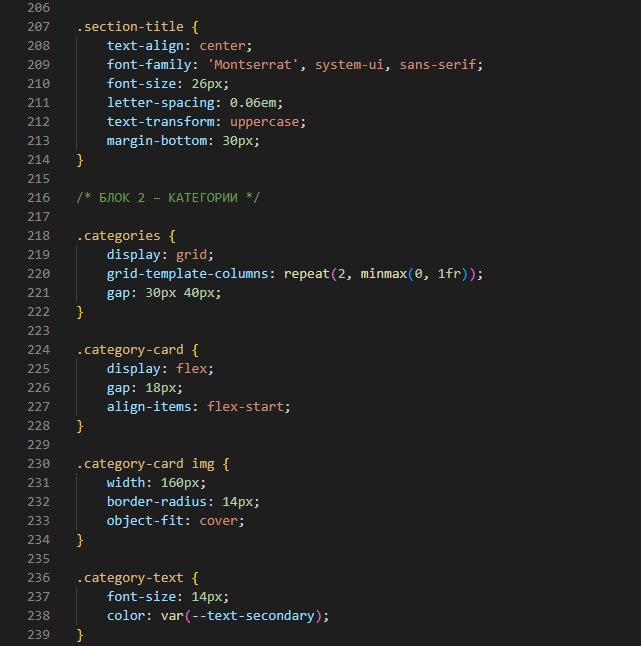 206
207 .section-title {
208     text-align: center;
209     font-family: 'Montserrat', system-ui, sans-serif;
210     font-size: 26px;
211     letter-spacing: 0.06em;
212     text-transform: uppercase;
213     margin-bottom: 30px;
214 }
215
216 /* БЛОК 2 – КАТЕГОРИИ */
217
218 .categories {
219     display: grid;
220     grid-template-columns: repeat(2, minmax(0, 1fr));
221     gap: 30px 40px;
222 }
223
224 .category-card {
225     display: flex;
226     gap: 18px;
227     align-items: flex-start;
228 }
229
230 .category-card img {
231     width: 160px;
232     border-radius: 14px;
233     object-fit: cover;
234 }
235
236 .category-text {
237     font-size: 14px;
238     color: var(--text-secondary);
239 }